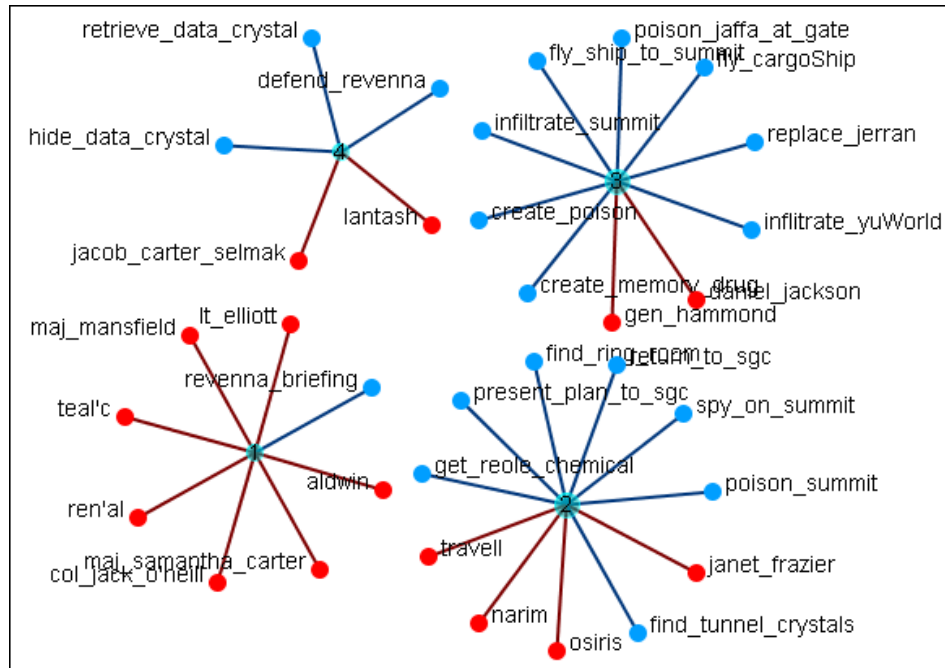 retrieve_data_crystal
defend_revenna
hide_data_crystal
4
lantash
jacob_carter_selmak
poison_jaffa_at_gate
fly_ship_to_summit
fly_cargoShip
infiltrate_summit
replace_jerran
3
create_poison
inflitrate_yuWorld
create_memory_drug
daniel_jackson
gen_hammond
maj_mansfield
lt_elliott
revenna_briefing
teal'c
1
aldwin
ren'al
maj_samantha_carter
col_jack_o'neill
find_ring_room
return_to_sgc
present_plan_to_sgc
spy_on_summit
get_reole_chemical
poison_summit
2
travell
janet_frazier
narim
osiris
find_tunnel_crystals